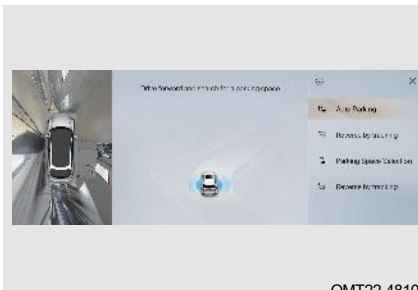 Drive forward and search for a parking space
Auto Parking
Reverse by tracking
Parking Space Selection
Reverse by tracking
OMT22-4810